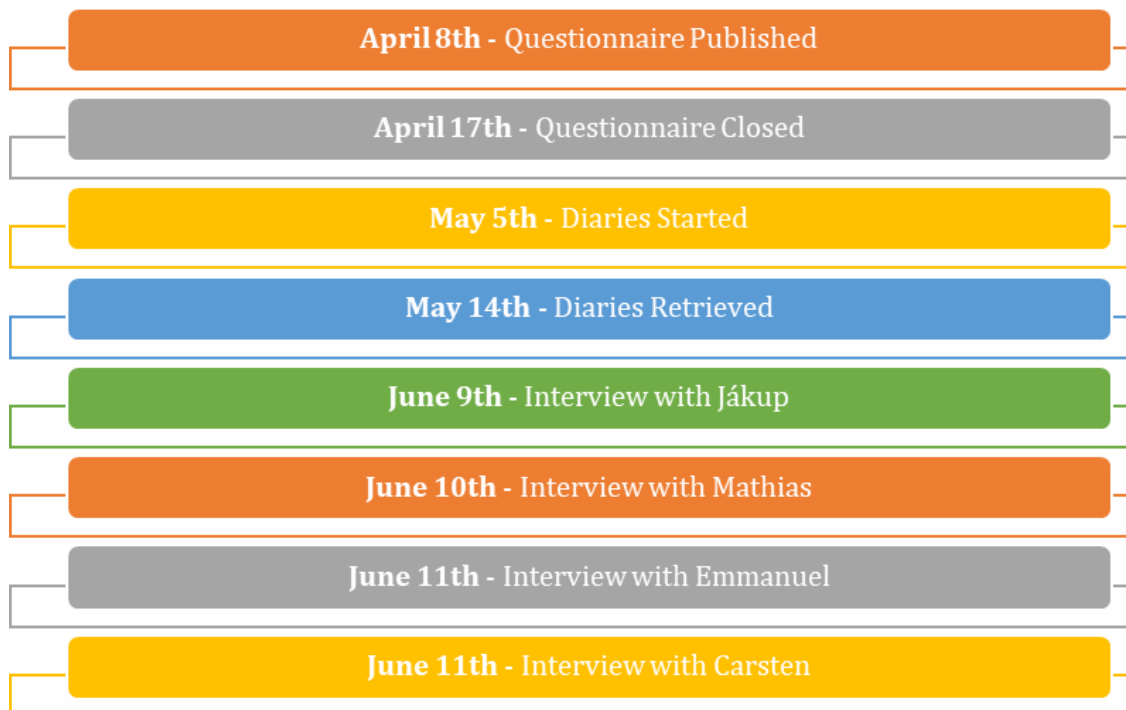 April 8th - Questionnaire Published
April 17th - Questionnaire Closed
May 5th - Diaries Started
May 14th - Diaries Retrieved
June 9th - Interview with Jákup
June 10th - Interview with Mathias
June 11th - Interview with Emmanuel
June 11th - Interview with Carsten